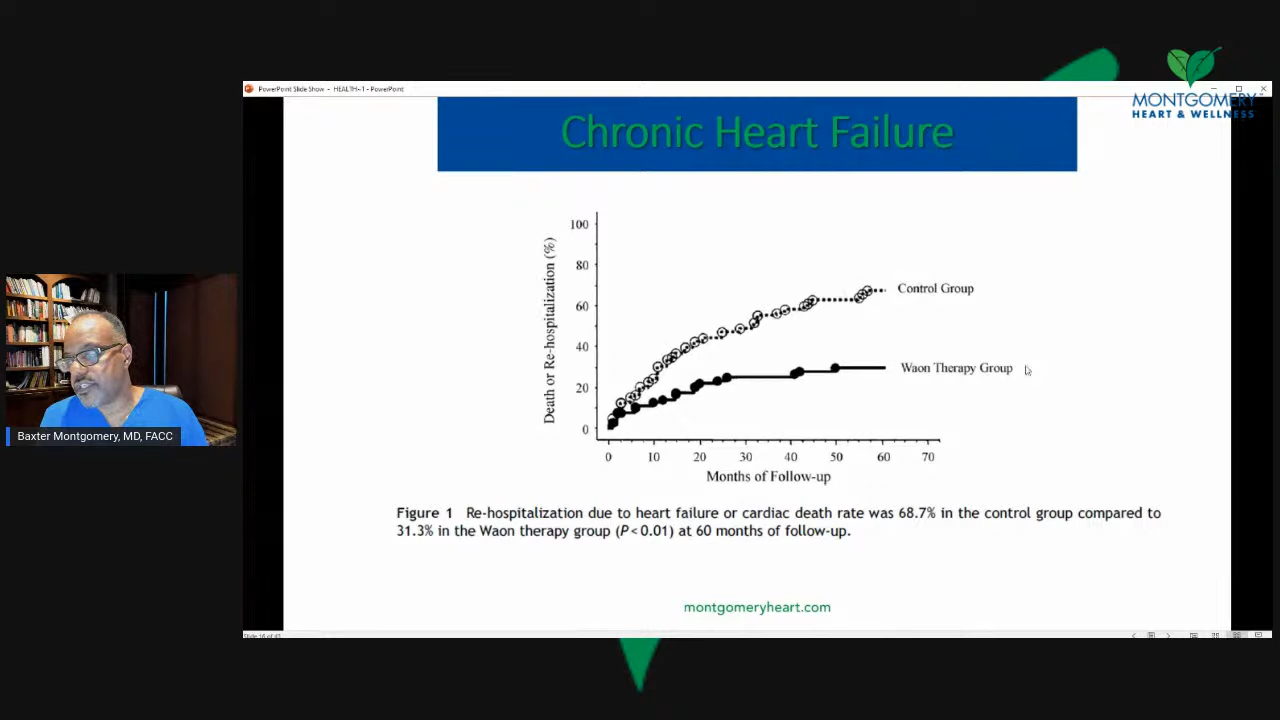 MONTGOMERY
HEART & WELLNESS
PowerPoint Slide Show - HEALTH~1 - PowerPoint
Chronic Heart Failure
Death or Re-hospitalization (%)
100
80
60
40
20
0
Control Group
Waon Therapy Group
0 10 20 30 40 50 60 70
Months of Follow-up
Figure 1 Re-hospitalization due to heart failure or cardiac death rate was 68.7% in the control group compared to
31.3% in the Waon therapy group (P < 0.01) at 60 months of follow-up.
montgomeryheart.com
Baxter Montgomery, MD, FACC